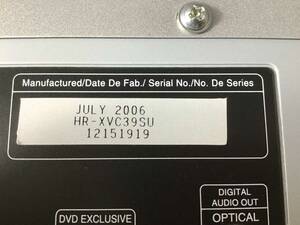 Manufactured/Date De Fab./ Serial No./No. De Series
JULY 2006
HR-XVC39SU
12151919
DIGITAL
AUDIO OUT
OPTICAL
DVD EXCLUSIVE